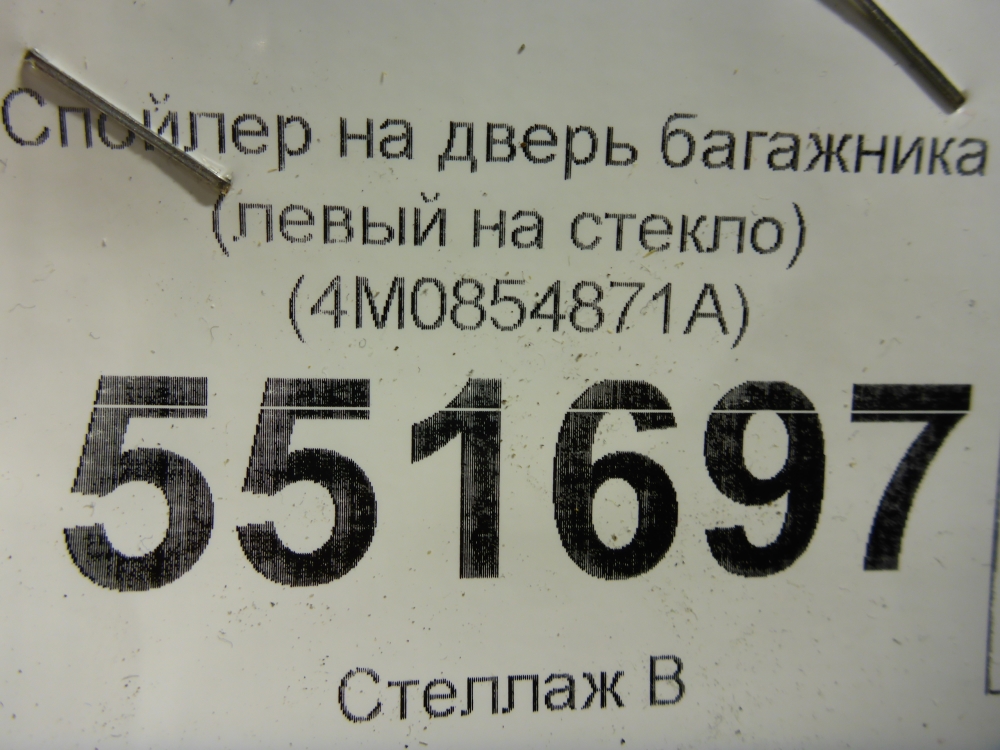 Спойлер на дверь багажника
(левый на стекло)
(4M0854871A)
551697
Стеллаж В